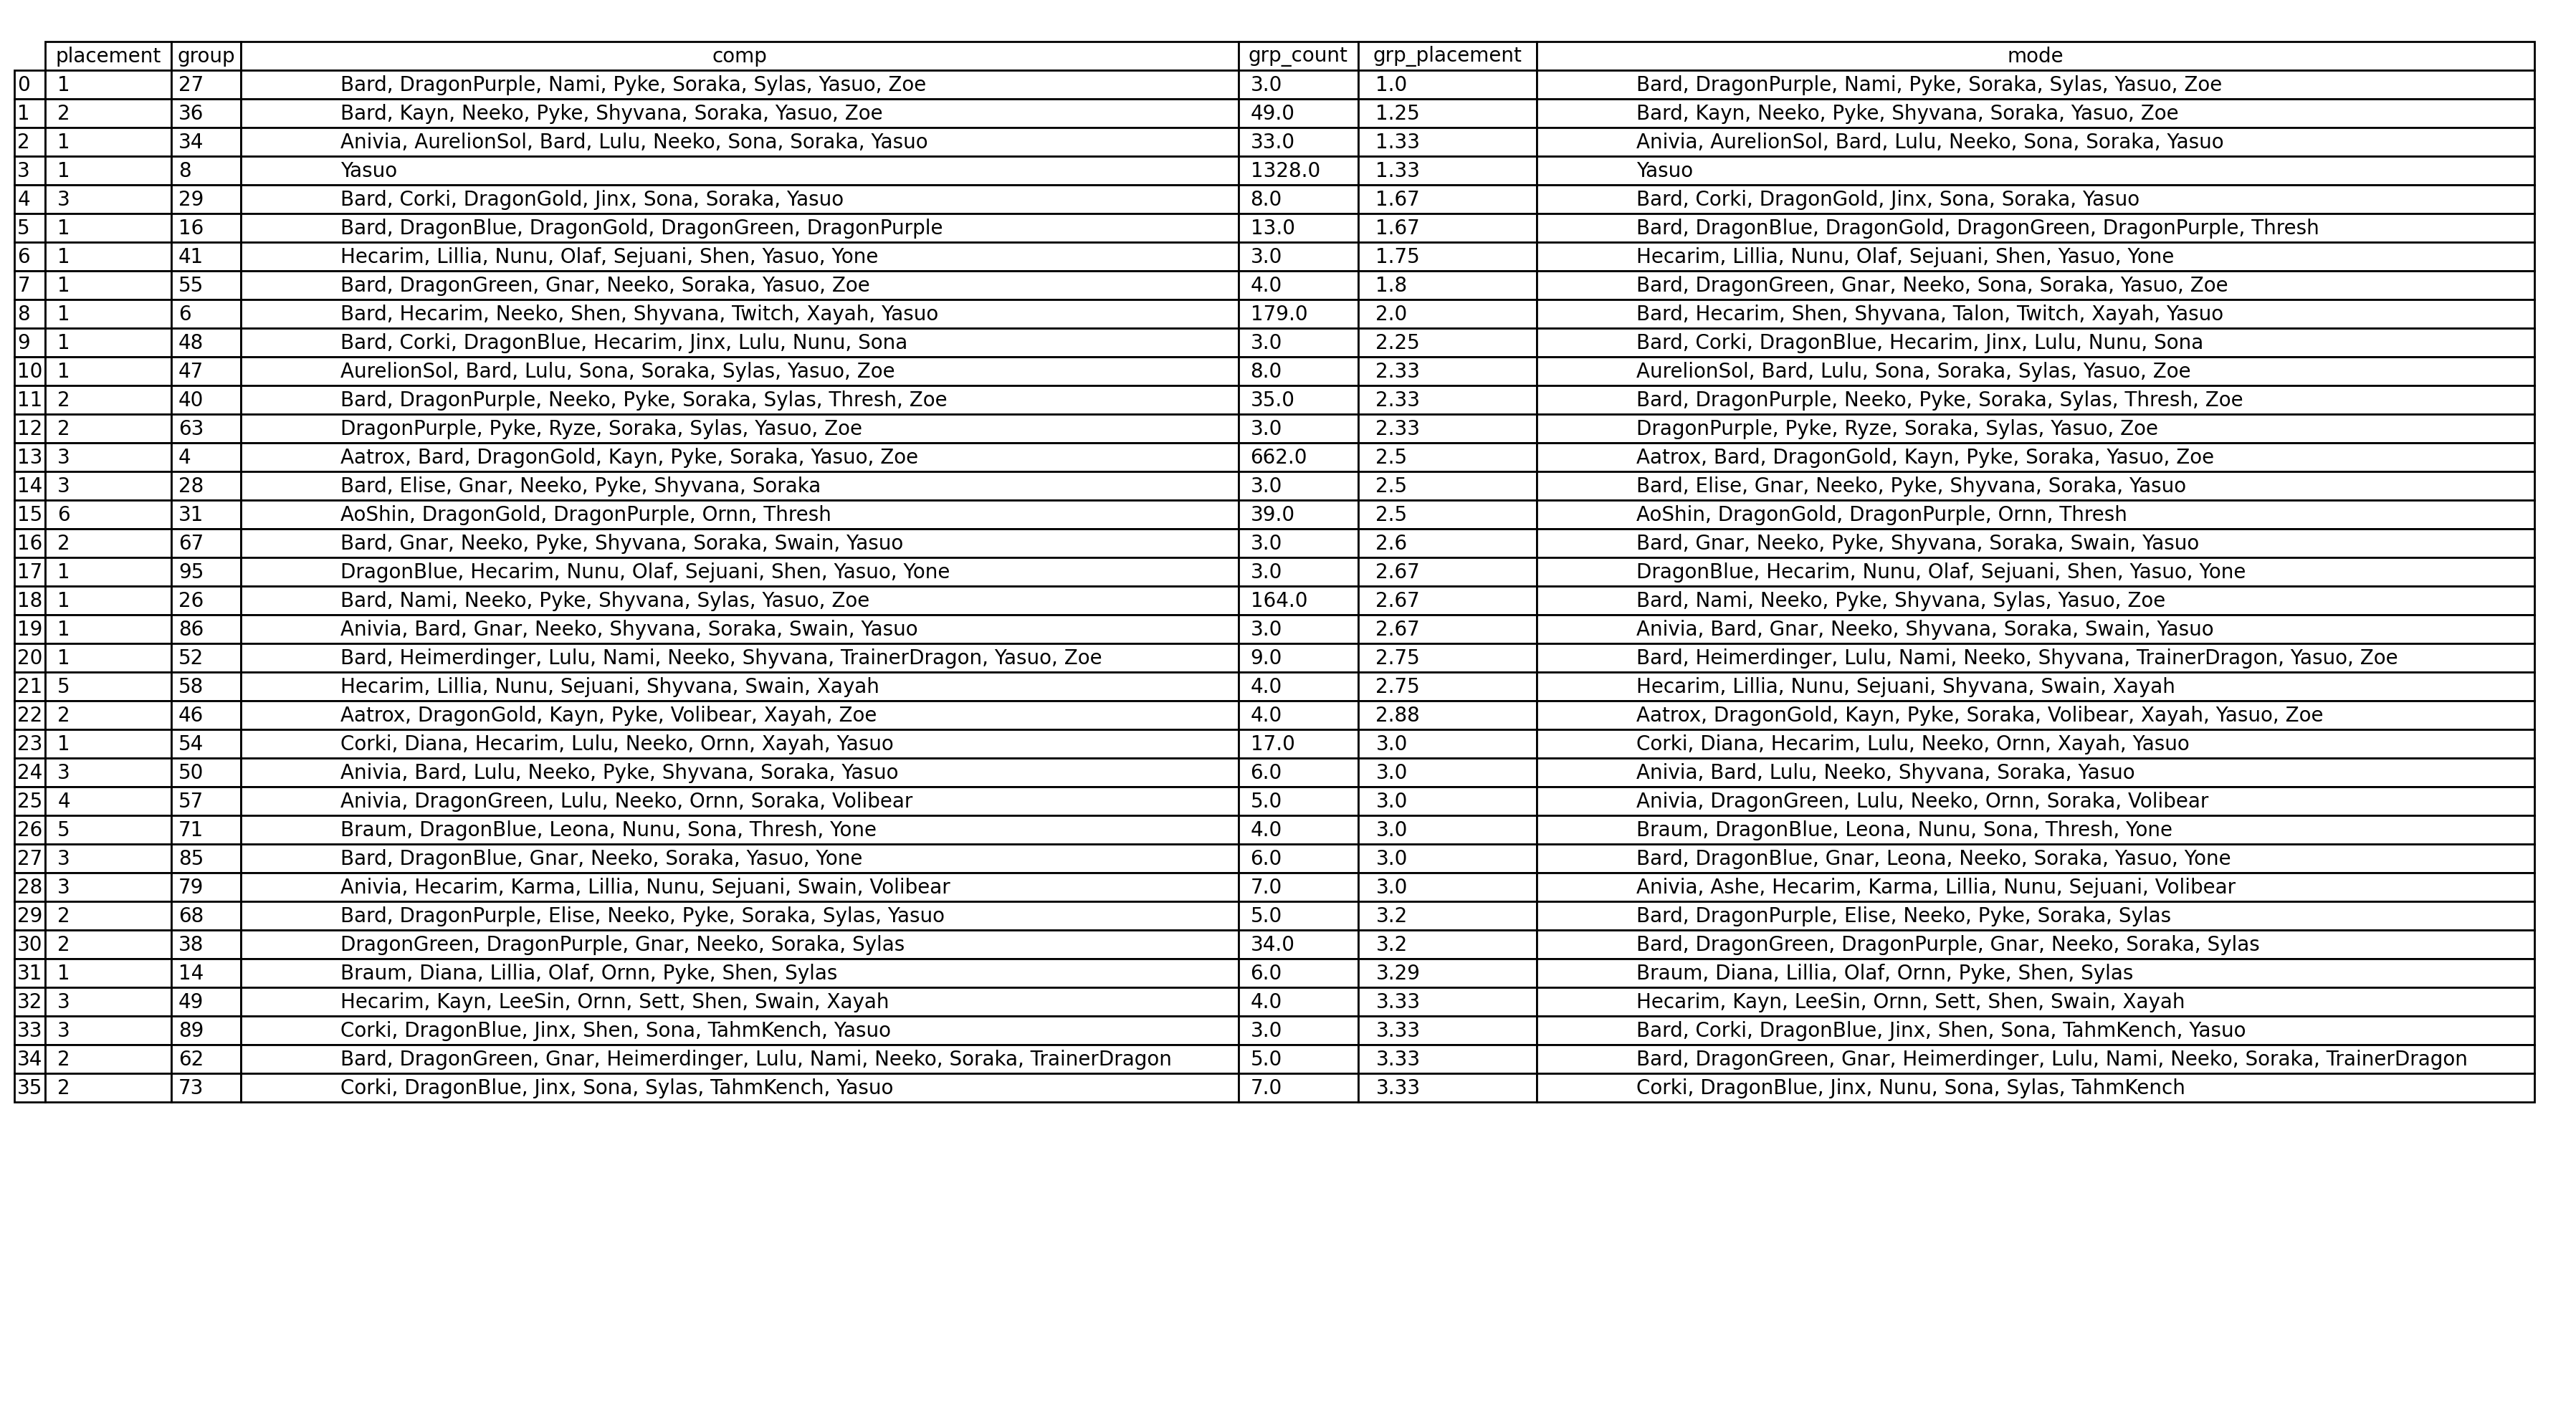 placement group comp grp_count grp_placement mode
0 1 27 Bard, DragonPurple, Nami, Pyke, Soraka, Sylas, Yasuo, Zoe 3.0 1.0 Bard, DragonPurple, Nami, Pyke, Soraka, Sylas, Yasuo, Zoe
1 2 36 Bard, Kayn, Neeko, Pyke, Shyvana, Soraka, Yasuo, Zoe 49.0 1.25 Bard, Kayn, Neeko, Pyke, Shyvana, Soraka, Yasuo, Zoe
2 1 34 Anivia, AurelionSol, Bard, Lulu, Neeko, Sona, Soraka, Yasuo 33.0 1.33 Anivia, AurelionSol, Bard, Lulu, Neeko, Sona, Soraka, Yasuo
3 1 8 Yasuo 1328.0 1.33 Yasuo
4 3 29 Bard, Corki, DragonGold, Jinx, Sona, Soraka, Yasuo 8.0 1.67 Bard, Corki, DragonGold, Jinx, Sona, Soraka, Yasuo
5 1 16 Bard, DragonBlue, DragonGold, DragonGreen, DragonPurple 13.0 1.67 Bard, DragonBlue, DragonGold, DragonGreen, DragonPurple, Thresh
6 1 41 Hecarim, Lillia, Nunu, Olaf, Sejuani, Shen, Yasuo, Yone 3.0 1.75 Hecarim, Lillia, Nunu, Olaf, Sejuani, Shen, Yasuo, Yone
7 1 55 Bard, DragonGreen, Gnar, Neeko, Soraka, Yasuo, Zoe 4.0 1.8 Bard, DragonGreen, Gnar, Neeko, Sona, Soraka, Yasuo, Zoe
8 1 6 Bard, Hecarim, Neeko, Shen, Shyvana, Twitch, Xayah, Yasuo 179.0 2.0 Bard, Hecarim, Shen, Shyvana, Talon, Twitch, Xayah, Yasuo
9 1 48 Bard, Corki, DragonBlue, Hecarim, Jinx, Lulu, Nunu, Sona 3.0 2.25 Bard, Corki, DragonBlue, Hecarim, Jinx, Lulu, Nunu, Sona
10 1 47 AurelionSol, Bard, Lulu, Sona, Soraka, Sylas, Yasuo, Zoe 8.0 2.33 AurelionSol, Bard, Lulu, Sona, Soraka, Sylas, Yasuo, Zoe
11 2 40 Bard, DragonPurple, Neeko, Pyke, Soraka, Sylas, Thresh, Zoe 35.0 2.33 Bard, DragonPurple, Neeko, Pyke, Soraka, Sylas, Thresh, Zoe
12 2 63 DragonPurple, Pyke, Ryze, Soraka, Sylas, Yasuo, Zoe 3.0 2.33 DragonPurple, Pyke, Ryze, Soraka, Sylas, Yasuo, Zoe
13 3 4 Aatrox, Bard, DragonGold, Kayn, Pyke, Soraka, Yasuo, Zoe 662.0 2.5 Aatrox, Bard, DragonGold, Kayn, Pyke, Soraka, Yasuo, Zoe
14 3 28 Bard, Elise, Gnar, Neeko, Pyke, Shyvana, Soraka 3.0 2.5 Bard, Elise, Gnar, Neeko, Pyke, Shyvana, Soraka, Yasuo
15 6 31 AoShin, DragonGold, DragonPurple, Ornn, Thresh 39.0 2.5 AoShin, DragonGold, DragonPurple, Ornn, Thresh
16 2 67 Bard, Gnar, Neeko, Pyke, Shyvana, Soraka, Swain, Yasuo 3.0 2.6 Bard, Gnar, Neeko, Pyke, Shyvana, Soraka, Swain, Yasuo
17 1 95 DragonBlue, Hecarim, Nunu, Olaf, Sejuani, Shen, Yasuo, Yone 3.0 2.67 DragonBlue, Hecarim, Nunu, Olaf, Sejuani, Shen, Yasuo, Yone
18 1 26 Bard, Nami, Neeko, Pyke, Shyvana, Sylas, Yasuo, Zoe 164.0 2.67 Bard, Nami, Neeko, Pyke, Shyvana, Sylas, Yasuo, Zoe
19 1 86 Anivia, Bard, Gnar, Neeko, Shyvana, Soraka, Swain, Yasuo 3.0 2.67 Anivia, Bard, Gnar, Neeko, Shyvana, Soraka, Swain, Yasuo
20 1 52 Bard, Heimerdinger, Lulu, Nami, Neeko, Shyvana, TrainerDragon, Yasuo, Zoe 9.0 2.75 Bard, Heimerdinger, Lulu, Nami, Neeko, Shyvana, TrainerDragon, Yasuo, Zoe
21 5 58 Hecarim, Lillia, Nunu, Sejuani, Shyvana, Swain, Xayah 4.0 2.75 Hecarim, Lillia, Nunu, Sejuani, Shyvana, Swain, Xayah
22 2 46 Aatrox, DragonGold, Kayn, Pyke, Volibear, Xayah, Zoe 4.0 2.88 Aatrox, DragonGold, Kayn, Pyke, Soraka, Volibear, Xayah, Yasuo, Zoe
23 1 54 Corki, Diana, Hecarim, Lulu, Neeko, Ornn, Xayah, Yasuo 17.0 3.0 Corki, Diana, Hecarim, Lulu, Neeko, Ornn, Xayah, Yasuo
24 3 50 Anivia, Bard, Lulu, Neeko, Pyke, Shyvana, Soraka, Yasuo 6.0 3.0 Anivia, Bard, Lulu, Neeko, Shyvana, Soraka, Yasuo
25 4 57 Anivia, DragonGreen, Lulu, Neeko, Ornn, Soraka, Volibear 5.0 3.0 Anivia, DragonGreen, Lulu, Neeko, Ornn, Soraka, Volibear
26 5 71 Braum, DragonBlue, Leona, Nunu, Sona, Thresh, Yone 4.0 3.0 Braum, DragonBlue, Leona, Nunu, Sona, Thresh, Yone
27 3 85 Bard, DragonBlue, Gnar, Neeko, Soraka, Yasuo, Yone 6.0 3.0 Bard, DragonBlue, Gnar, Leona, Neeko, Soraka, Yasuo, Yone
28 3 79 Anivia, Hecarim, Karma, Lillia, Nunu, Sejuani, Swain, Volibear 7.0 3.0 Anivia, Ashe, Hecarim, Karma, Lillia, Nunu, Sejuani, Volibear
29 2 68 Bard, DragonPurple, Elise, Neeko, Pyke, Soraka, Sylas, Yasuo 5.0 3.2 Bard, DragonPurple, Elise, Neeko, Pyke, Soraka, Sylas
30 2 38 DragonGreen, DragonPurple, Gnar, Neeko, Soraka, Sylas 34.0 3.2 Bard, DragonGreen, DragonPurple, Gnar, Neeko, Soraka, Sylas
31 1 14 Braum, Diana, Lillia, Olaf, Ornn, Pyke, Shen, Sylas 6.0 3.29 Braum, Diana, Lillia, Olaf, Ornn, Pyke, Shen, Sylas
32 3 49 Hecarim, Kayn, LeeSin, Ornn, Sett, Shen, Swain, Xayah 4.0 3.33 Hecarim, Kayn, LeeSin, Ornn, Sett, Shen, Swain, Xayah
33 3 89 Corki, DragonBlue, Jinx, Shen, Sona, TahmKench, Yasuo 3.0 3.33 Bard, Corki, DragonBlue, Jinx, Shen, Sona, TahmKench, Yasuo
34 2 62 Bard, DragonGreen, Gnar, Heimerdinger, Lulu, Nami, Neeko, Soraka, TrainerDragon 5.0 3.33 Bard, DragonGreen, Gnar, Heimerdinger, Lulu, Nami, Neeko, Soraka, TrainerDragon
35 2 73 Corki, DragonBlue, Jinx, Sona, Sylas, TahmKench, Yasuo 7.0 3.33 Corki, DragonBlue, Jinx, Nunu, Sona, Sylas, TahmKench